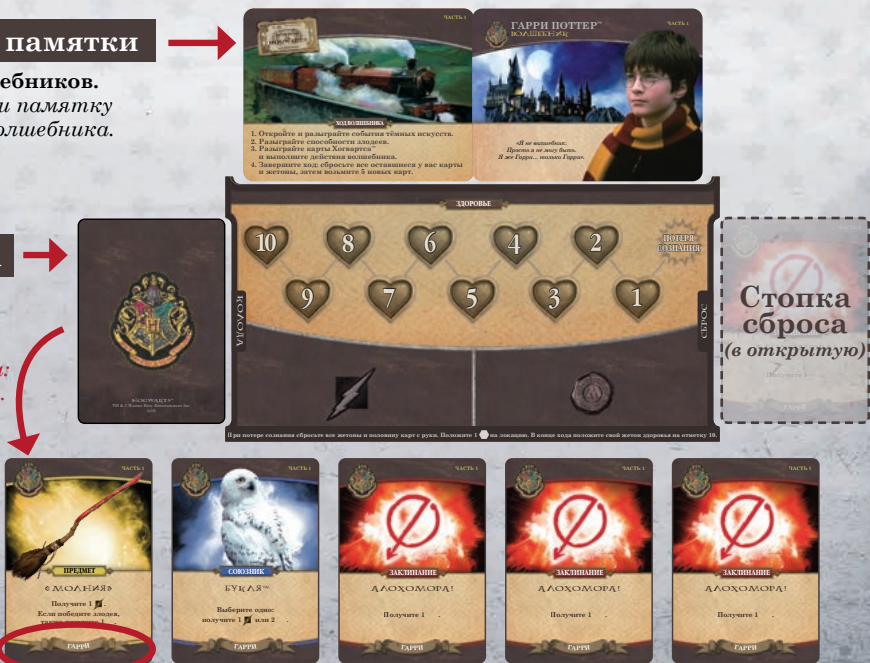 памятки
ебников.
и памятку
олшебника.
ЧАСТЬ 1
ХОД ВОЛШЕБНИКА
1. Откройте и разыграйте события тёмных искусств.
2. Разыграйте способности злодеев.
3. Разыграйте карты Хогвартса™
и выполните действия волшебника.
4. Завершите ход: сбросьте все оставшиеся у вас карты
и жетоны, затем возьмите 5 новых карт.
ЧАСТЬ 1
ГАРРИ ПОТТЕР™
ВОЛШЕБНИК
«Я не волшебник.
Просто я не могу быть.
Я же Гарри... только Гарри».
ЗДОРОВЬЕ
10
8
6
4
2
ПОТЕРЯ
СОЗНАНИЯ
9
7
5
3
1
КОЛОДА
СБРОС
ХОГВАРТС™
При потере сознания сбросьте все жетоны и половину карт с руки. Положите 1 на локацию. В конце хода положите свой жетон здоровья на отметку 10.
Стопка
сброса
(в открытую)
Получите 1
ЧАСТЬ 1
ПРЕДМЕТ
«МОЛНИЯ»
Получите 1 .
Если победите злодея,
ГАРРИ
ЧАСТЬ 1
СОЮЗНИК
БУКЛЯ™
Выберите одно:
получите 1 или 2 .
ГАРРИ
ЧАСТЬ 1
ЗАКЛИНАНИЕ
АЛОХОМОРА!
Получите 1 .
ГАРРИ
ЧАСТЬ 1
ЗАКЛИНАНИЕ
АЛОХОМОРА!
Получите 1 .
ГАРРИ
ЧАСТЬ 1
ЗАКЛИНАНИЕ
АЛОХОМОРА!
Получите 1 .
ГАРРИ